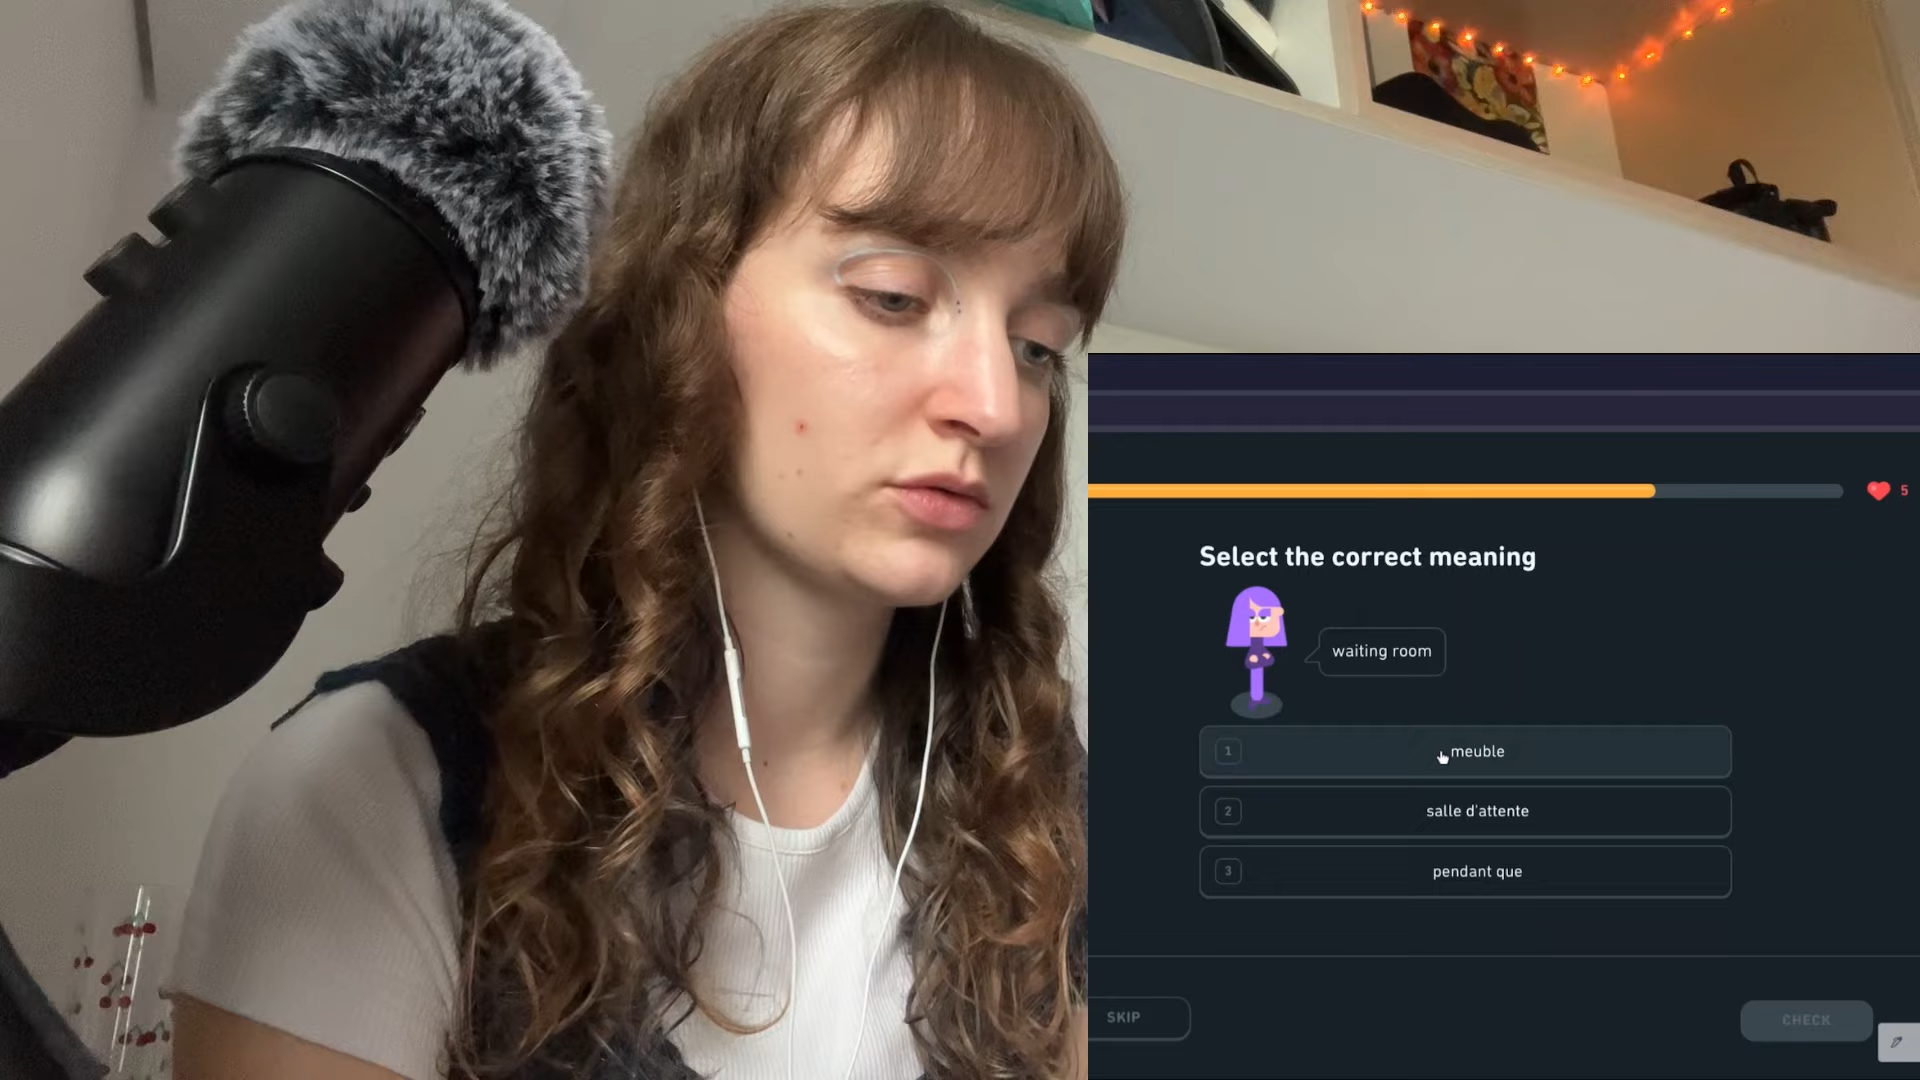 5
Select the correct meaning
waiting room
1 meuble
2 salle d'attente
3 pendant que
SKIP
CHECK